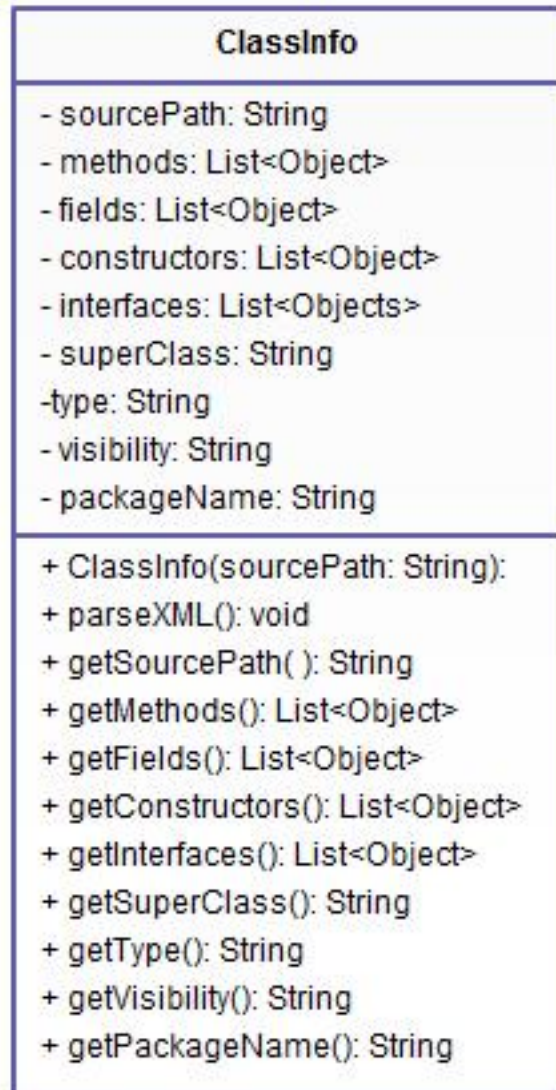 ClassInfo
- sourcePath: String
- methods: List<Object>
- fields: List<Object>
- constructors: List<Object>
- interfaces: List<Objects>
- superClass: String
-type: String
- visibility: String
- packageName: String
+ ClassInfo(sourcePath: String):
+ parseXML(): void
+ getSourcePath( ): String
+ getMethods(): List<Object>
+ getFields(): List<Object>
+ getConstructors(): List<Object>
+ getInterfaces(): List<Object>
+ getSuperClass(): String
+ getType(): String
+ getVisibility(): String
+ getPackageName(): String